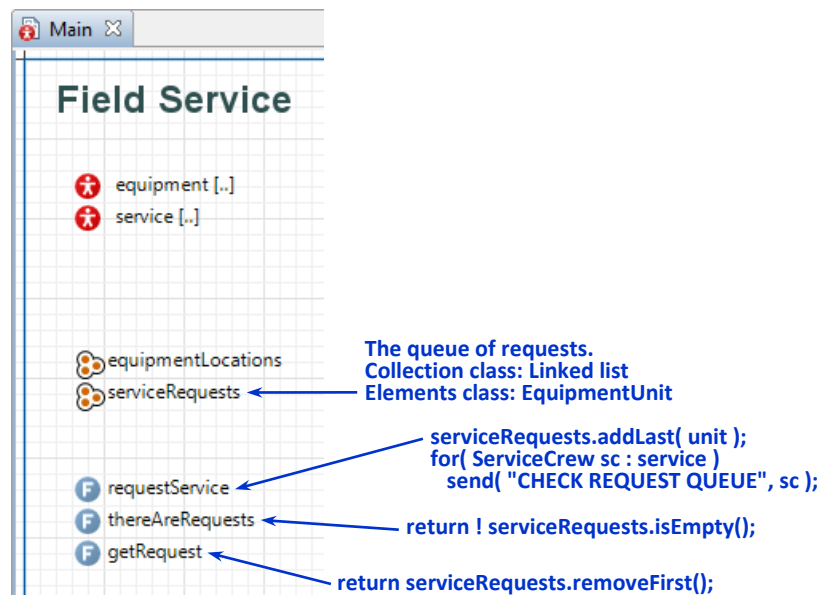 Main
Field Service
equipment [..]
service [..]
equipmentLocations
serviceRequests
The queue of requests.
Collection class: Linked list
Elements class: EquipmentUnit
requestService
serviceRequests.addLast( unit );
for( ServiceCrew sc : service )
send( "CHECK REQUEST QUEUE", sc );
F
thereAreRequests
F
return ! serviceRequests.isEmpty();
getRequest
F
return serviceRequests.removeFirst();